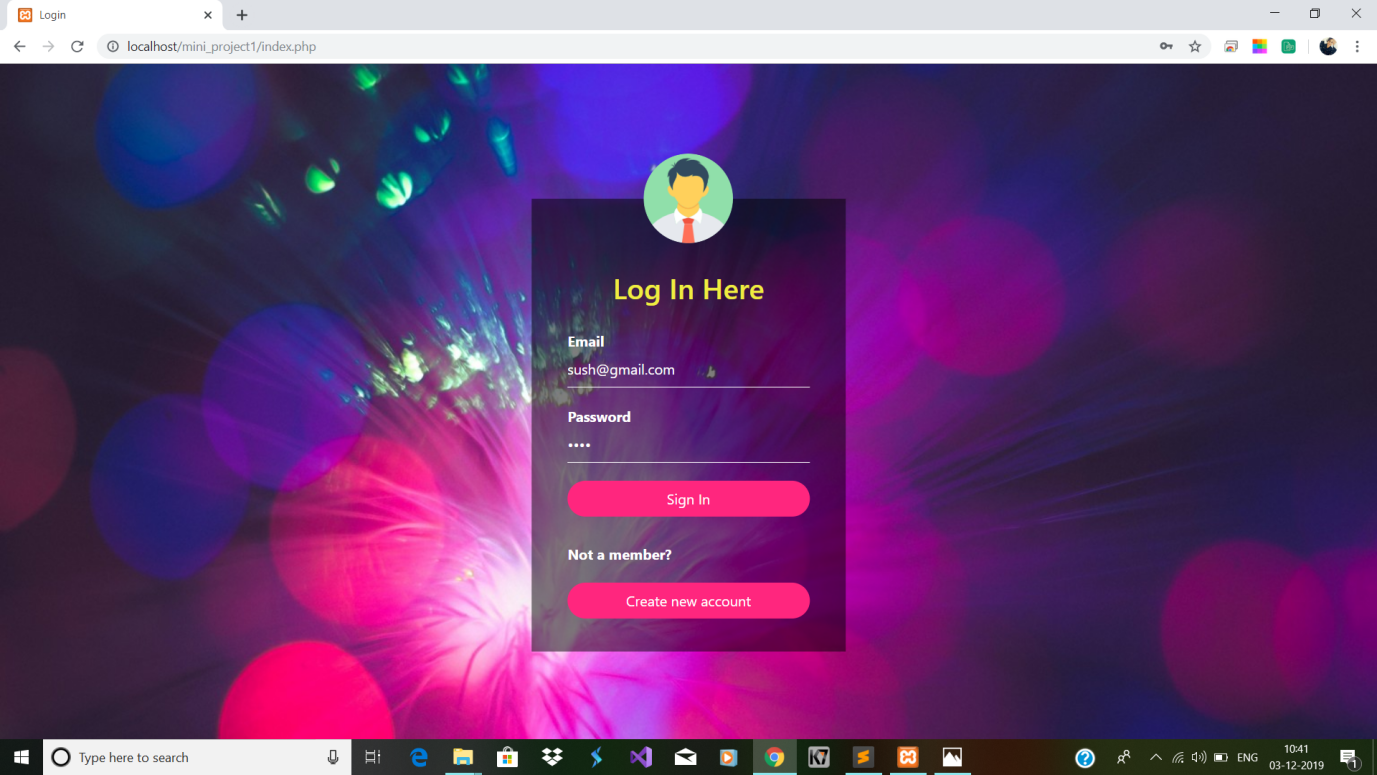 Login
localhost/mini_project1/index.php
Log In Here
Email
sush@gmail.com
Password
••••
Sign In
Not a member?
Create new account
Type here to search
ENG
10:41
03-12-2019
1